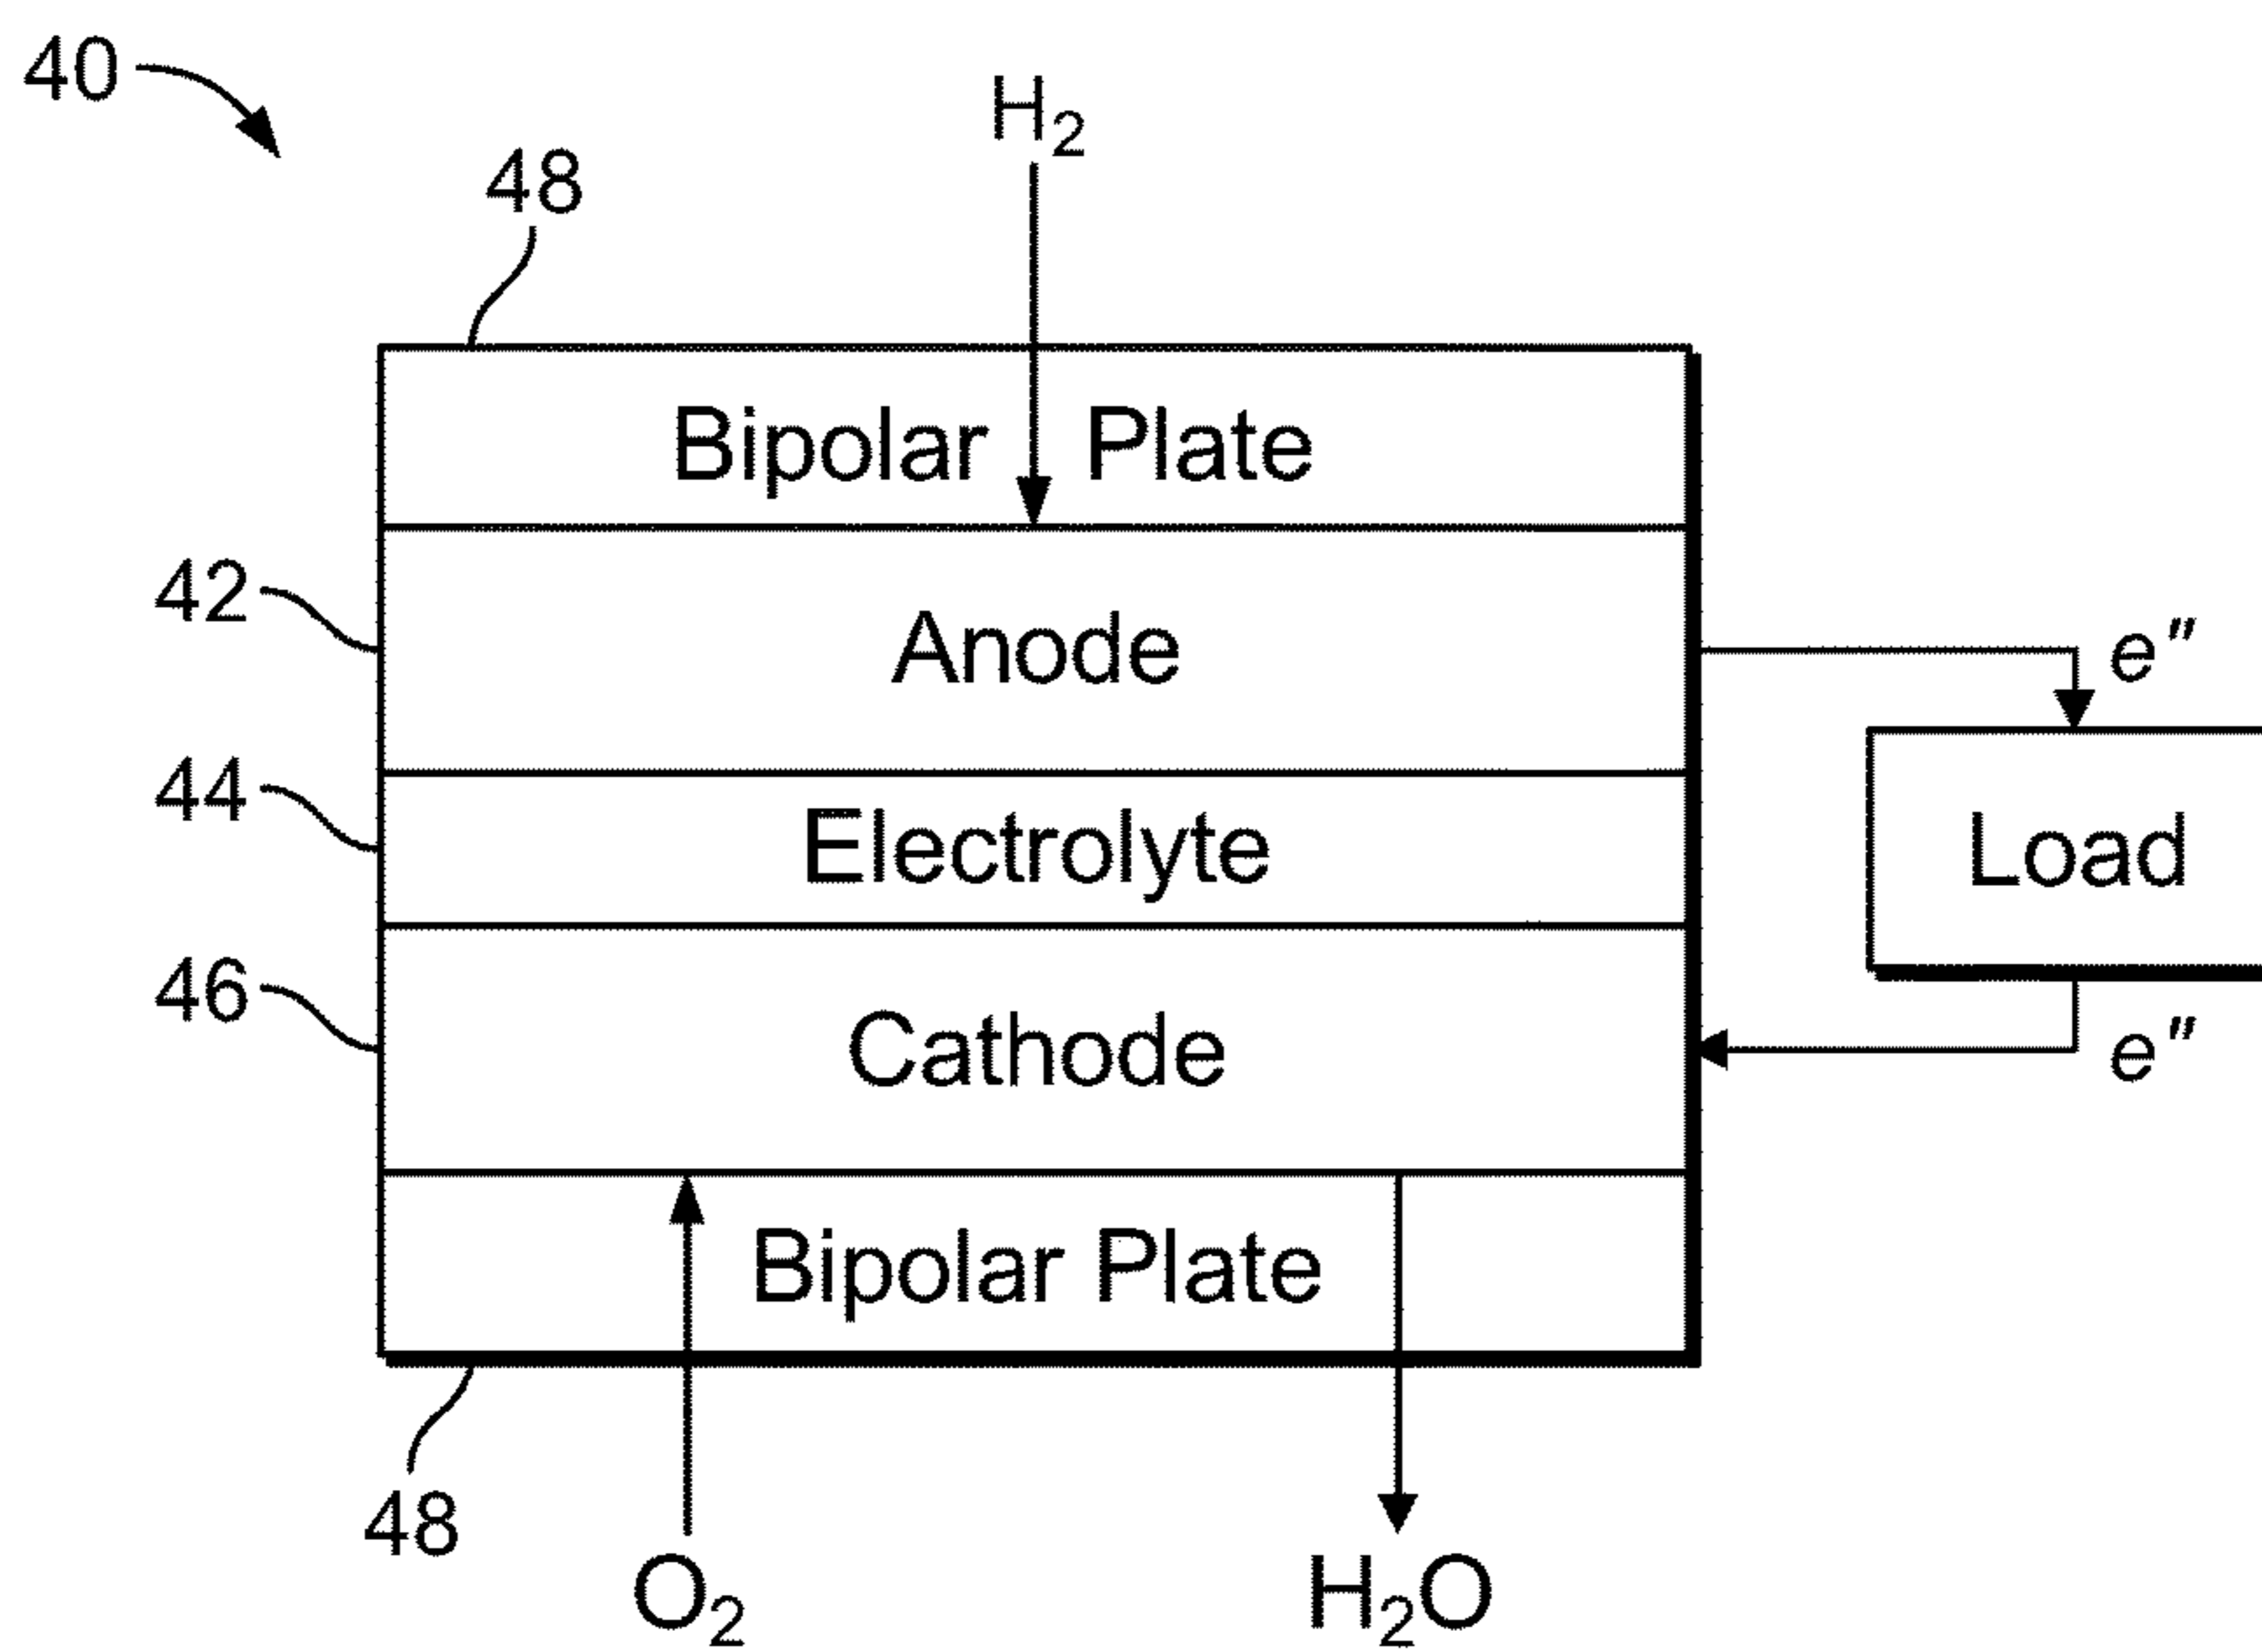 40
H₂
48
Bipolar Plate
42
Anode
e″
44
Electrolyte
Load
46
Cathode
e″
Bipolar Plate
48
O₂
H₂O